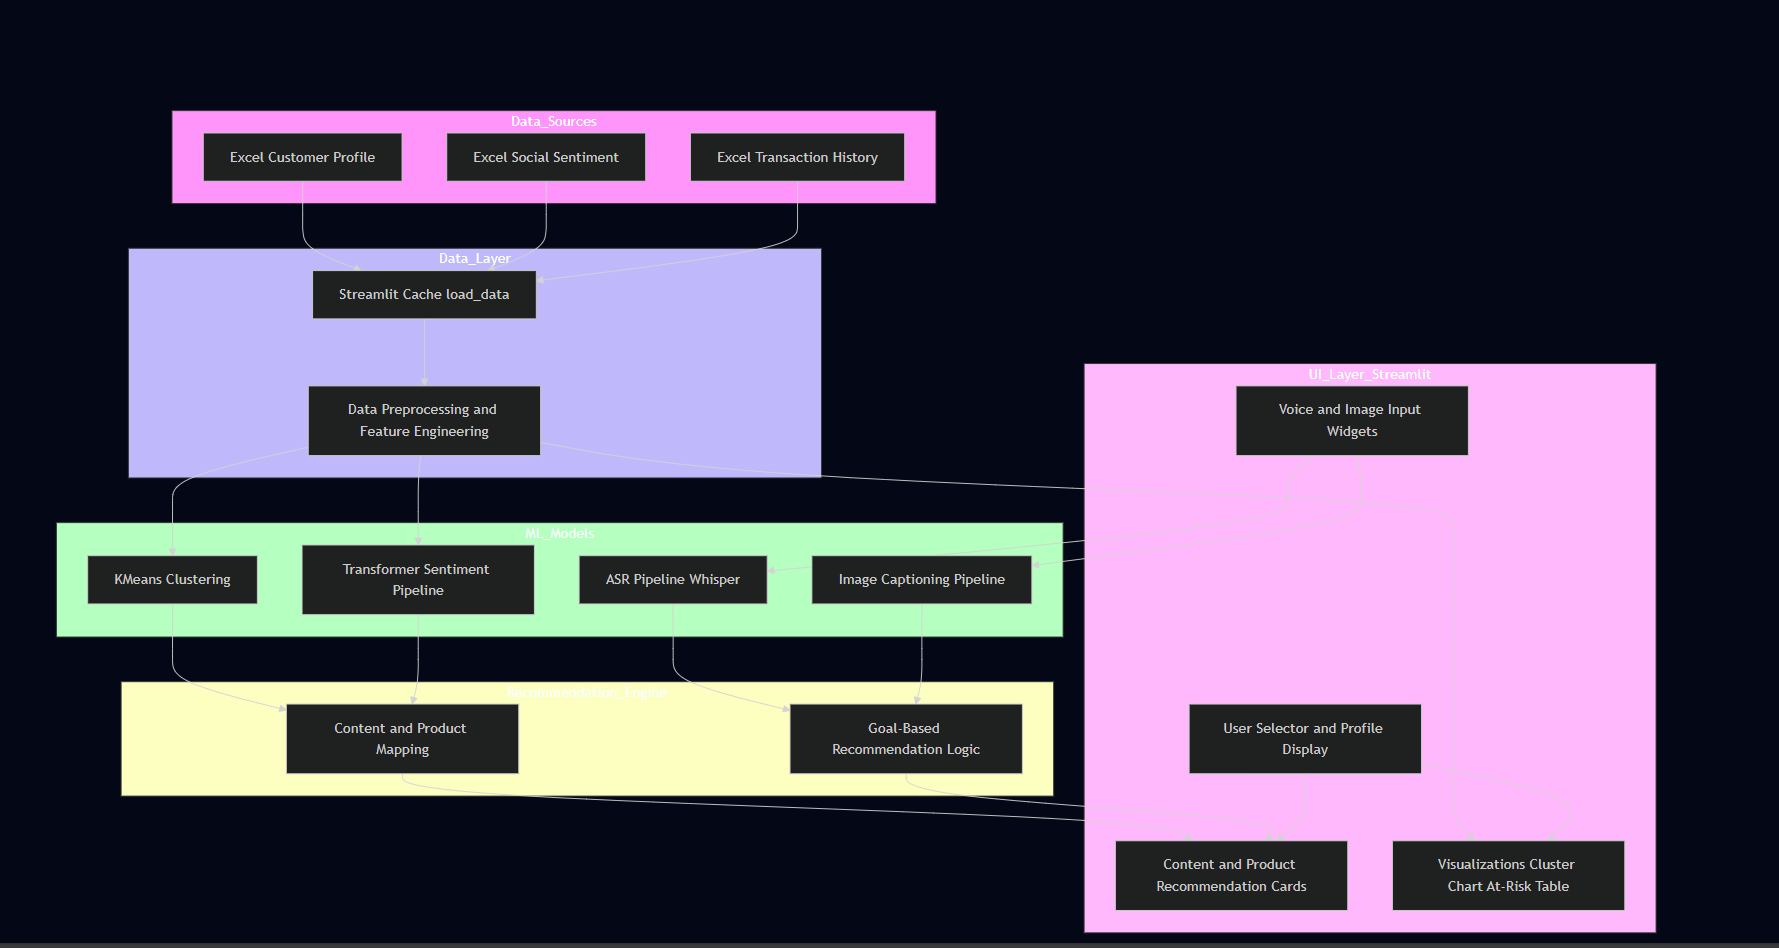 Data_Sources
Excel Customer Profile
Excel Social Sentiment
Excel Transaction History
Data_Layer
Streamlit Cache load_data
Data Preprocessing and
Feature Engineering
UI_Layer_Streamlit
Voice and Image Input
Widgets
ML_Models
KMeans Clustering
Transformer Sentiment
Pipeline
ASR Pipeline Whisper
Image Captioning Pipeline
Recommendation_Engine
Content and Product
Mapping
Goal-Based
Recommendation Logic
User Selector and Profile
Display
Content and Product
Recommendation Cards
Visualizations Cluster
Chart At-Risk Table